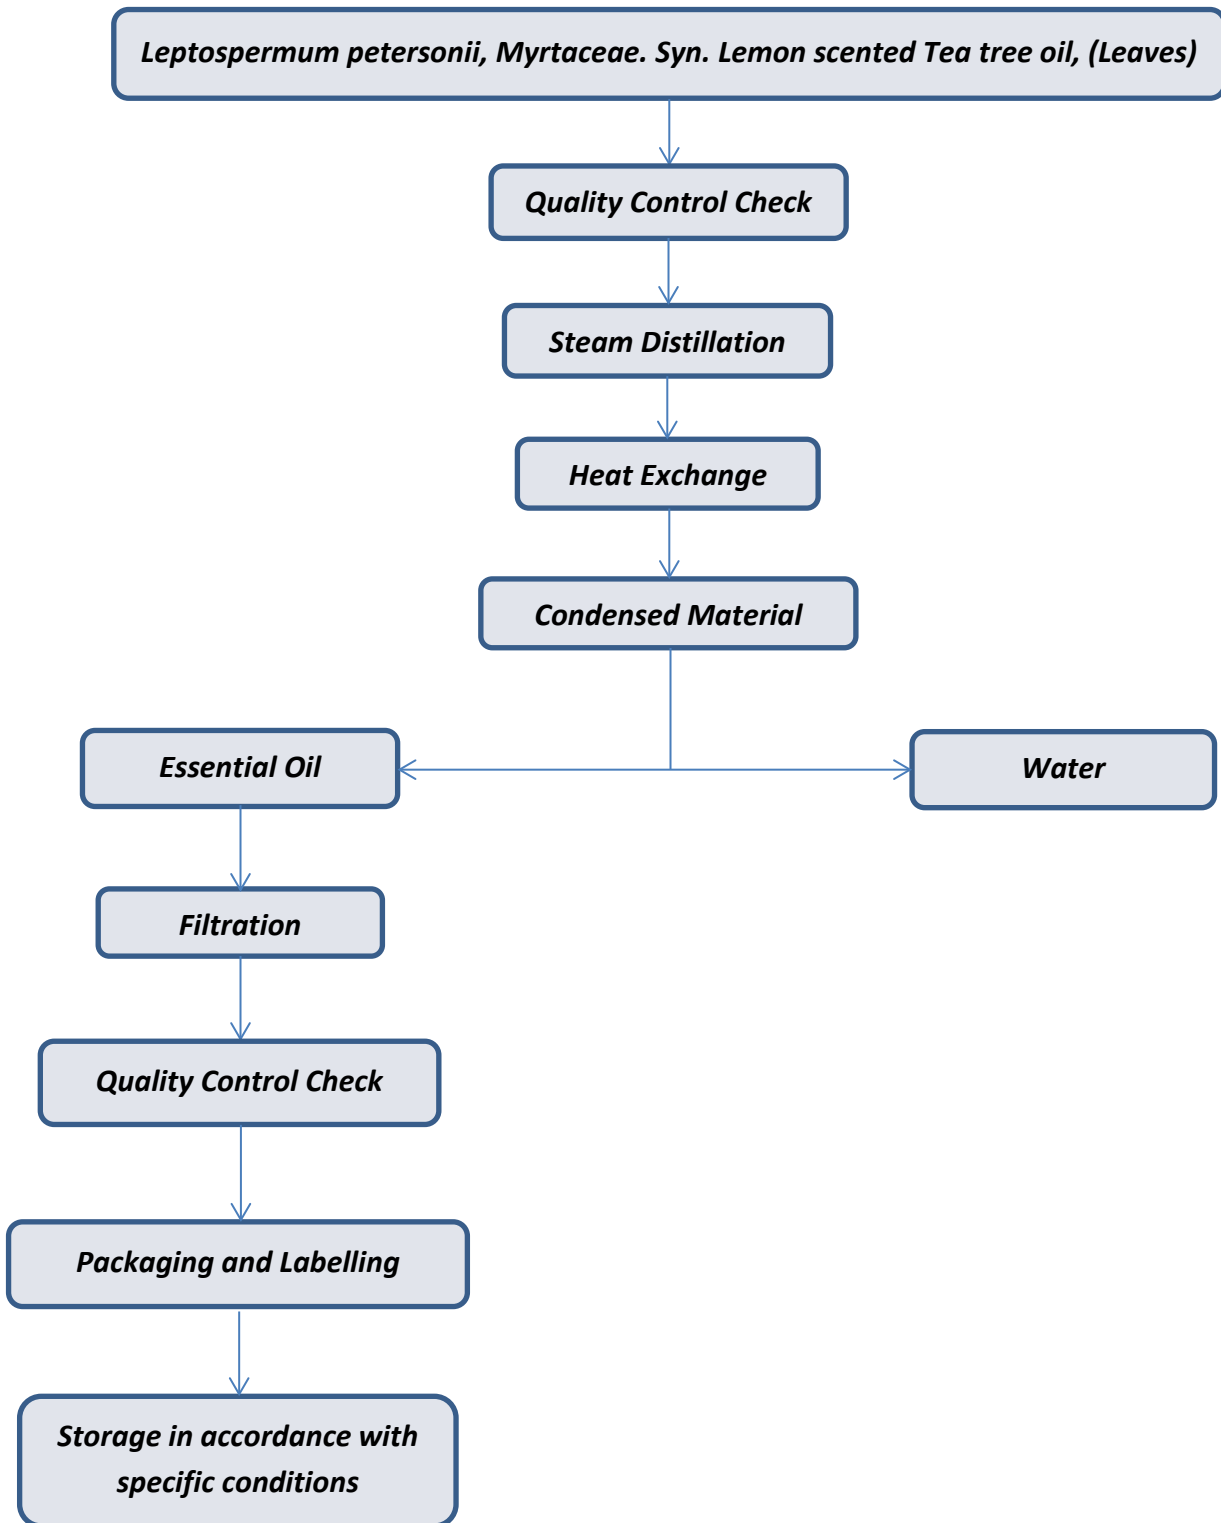 Leptospermum petersonii, Myrtaceae. Syn. Lemon scented Tea tree oil, (Leaves)
Quality Control Check
Steam Distillation
Heat Exchange
Condensed Material
Essential Oil
Water
Filtration
Quality Control Check
Packaging and Labelling
Storage in accordance with
specific conditions